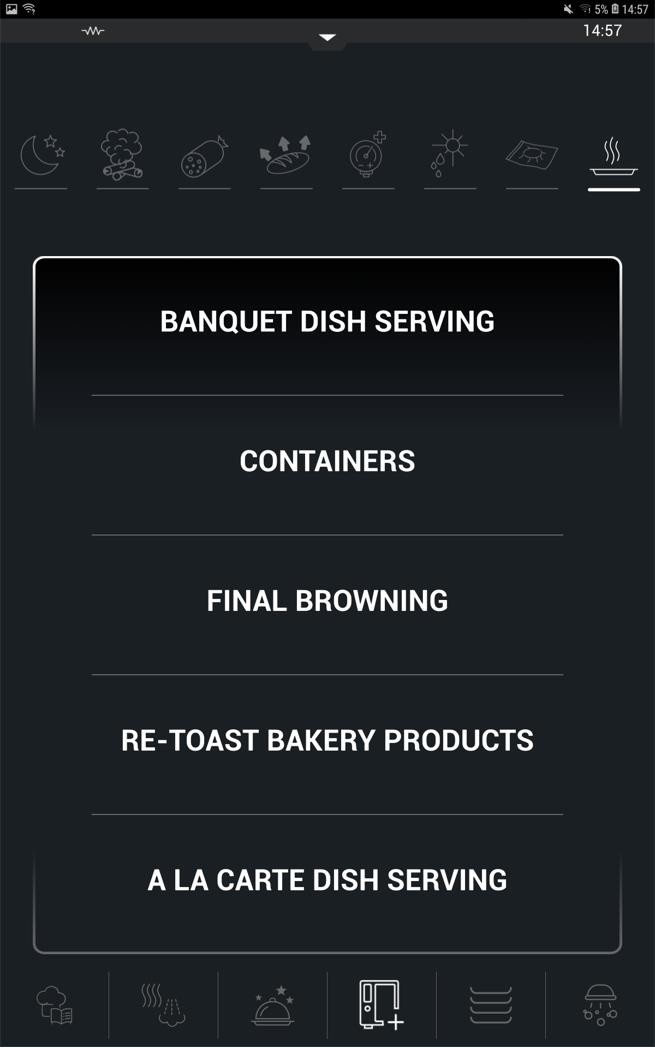 5% 14:57
14:57
BANQUET DISH SERVING
CONTAINERS
FINAL BROWNING
RE-TOAST BAKERY PRODUCTS
A LA CARTE DISH SERVING